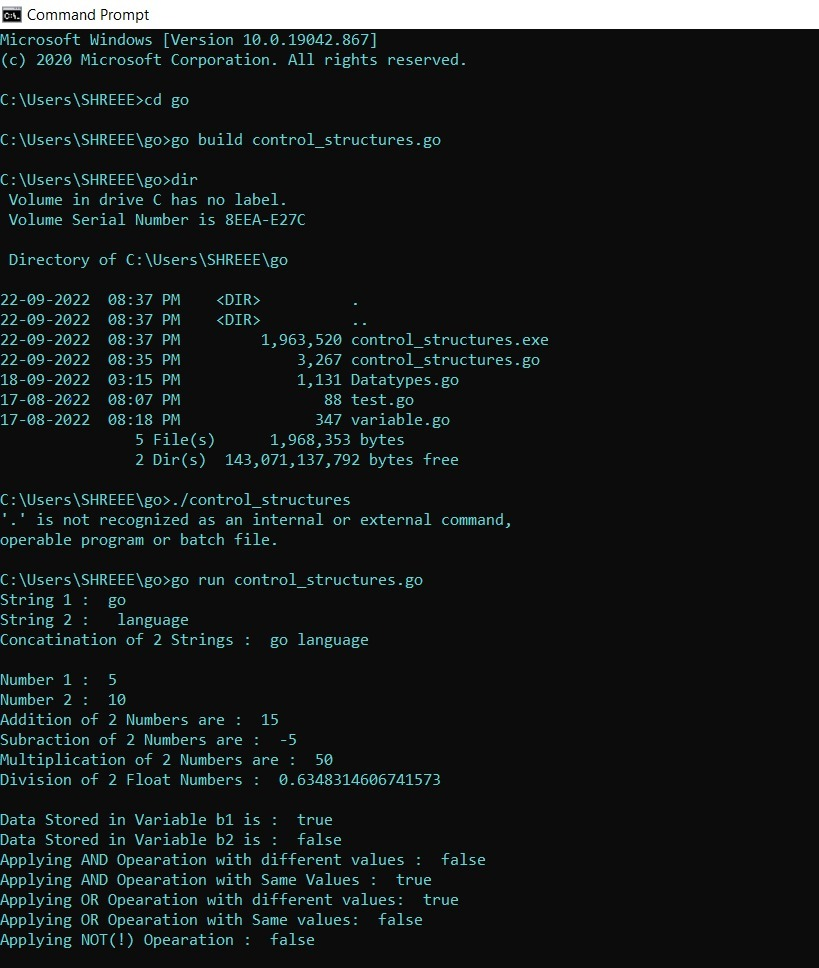 Command Prompt
Microsoft Windows [Version 10.0.19042.867]
(c) 2020 Microsoft Corporation. All rights reserved.
C:\Users\SHREEE>cd go
C:\Users\SHREEE\go>go build control_structures.go
C:\Users\SHREEE\go>dir
 Volume in drive C has no label.
 Volume Serial Number is 8EEA-E27C
 Directory of C:\Users\SHREEE\go
22-09-2022  08:37 PM    <DIR>          .
22-09-2022  08:37 PM    <DIR>          ..
22-09-2022  08:37 PM         1,963,520 control_structures.exe
22-09-2022  08:35 PM             3,267 control_structures.go
18-09-2022  03:15 PM             1,131 Datatypes.go
17-08-2022  08:07 PM                88 test.go
17-08-2022  08:18 PM               347 variable.go
               5 File(s)      1,968,353 bytes
               2 Dir(s)  143,071,137,792 bytes free
C:\Users\SHREEE\go>./control_structures
'.' is not recognized as an internal or external command,
operable program or batch file.
C:\Users\SHREEE\go>go run control_structures.go
String 1 :  go
String 2 :   language
Concatination of 2 Strings :  go language
Number 1 :  5
Number 2 :  10
Addition of 2 Numbers are :  15
Subraction of 2 Numbers are :  -5
Multiplication of 2 Numbers are :  50
Division of 2 Float Numbers :  0.6348314606741573
Data Stored in Variable b1 is :  true
Data Stored in Variable b2 is :  false
Applying AND Opearation with different values :  false
Applying AND Opearation with Same Values :  true
Applying OR Opearation with different values:  true
Applying OR Opearation with Same values:  false
Applying NOT(!) Opearation :  false